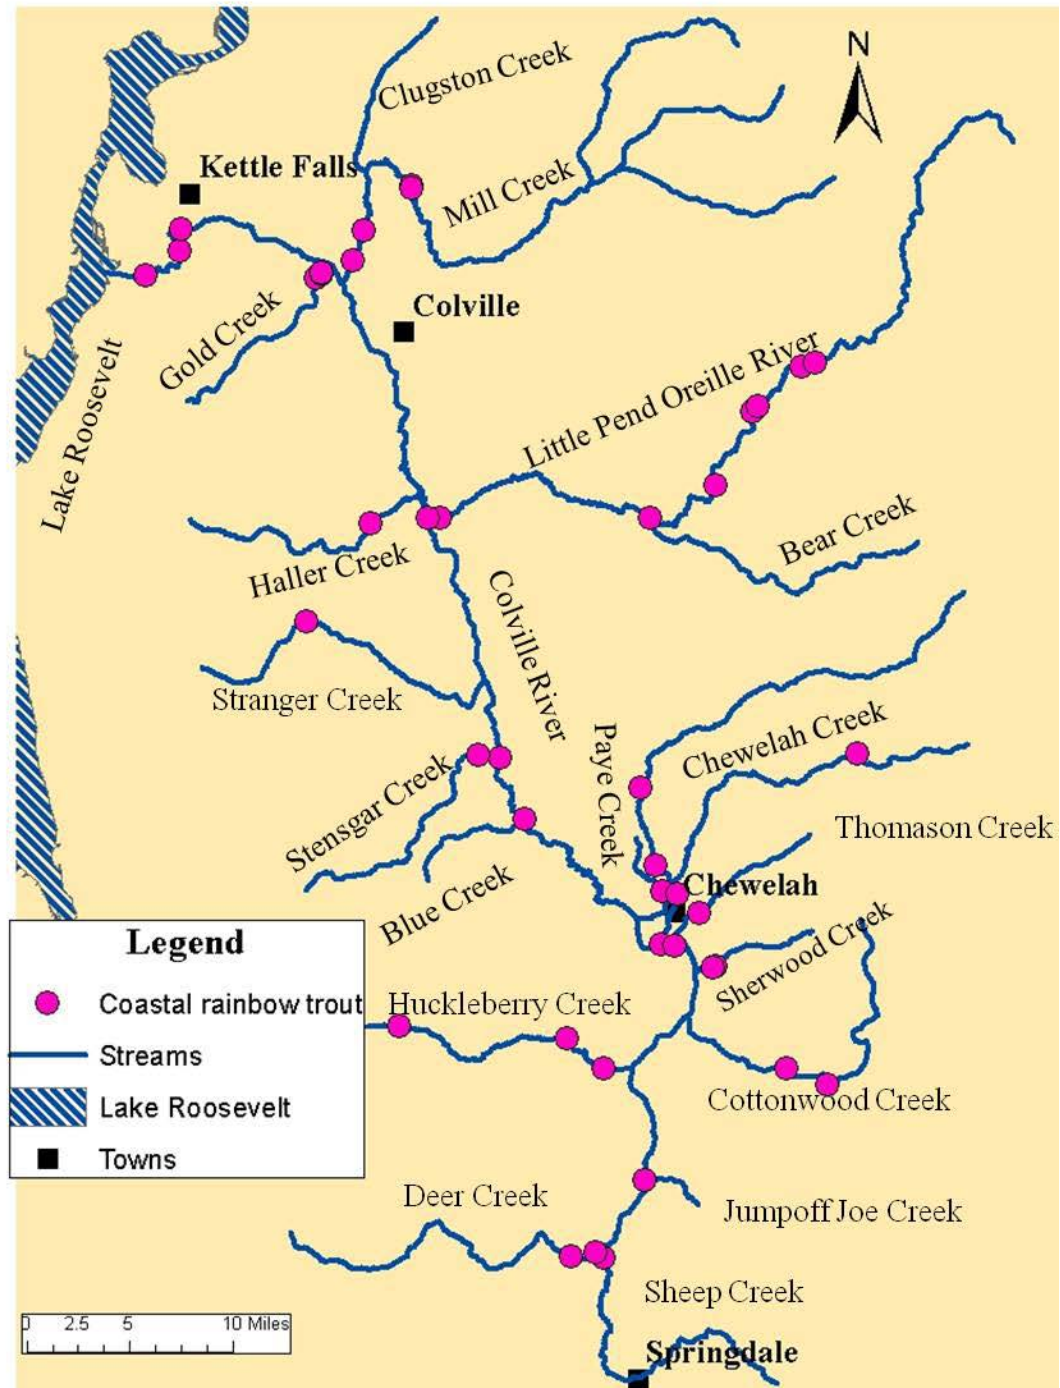 Clugston Creek
N
Kettle Falls
Mill Creek
Colville
Gold Creek
Lake Roosevelt
Little Pend Oreille River
Bear Creek
Haller Creek
Colville River
Stranger Creek
Paye Creek
Chewelah Creek
Stensgar Creek
Thomason Creek
Blue Creek
Chewelah
Sherwood Creek
Legend
Coastal rainbow trout
Streams
Lake Roosevelt
Towns
Huckleberry Creek
Cottonwood Creek
Deer Creek
Jumpoff Joe Creek
Sheep Creek
Springdale
0 2.5 5 10 Miles